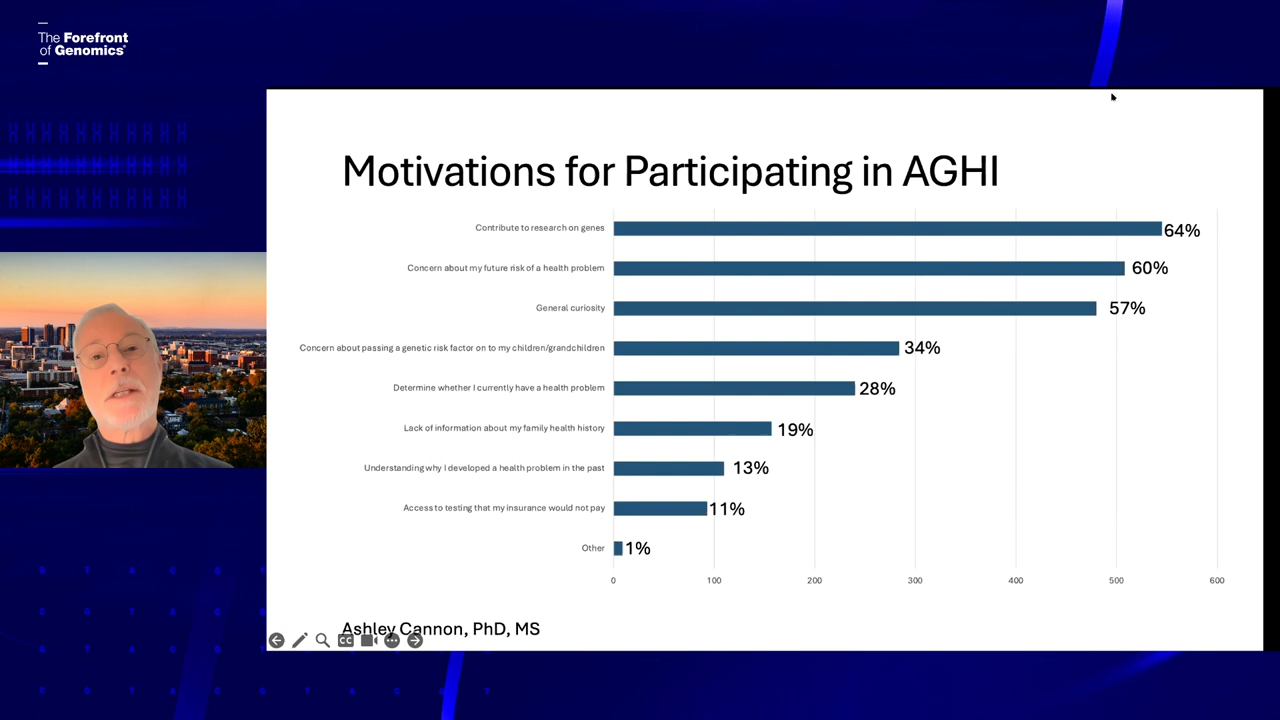 The Forefront
of Genomics®
Motivations for Participating in AGHI
Contribute to research on genes 64%
Concern about my future risk of a health problem 60%
General curiosity 57%
Concern about passing a genetic risk factor on to my children/grandchildren 34%
Determine whether I currently have a health problem 28%
Lack of information about my family health history 19%
Understanding why I developed a health problem in the past 13%
Access to testing that my insurance would not pay 11%
Other 1%
0 100 200 300 400 500 600
Ashley Cannon, PhD, MS
CC